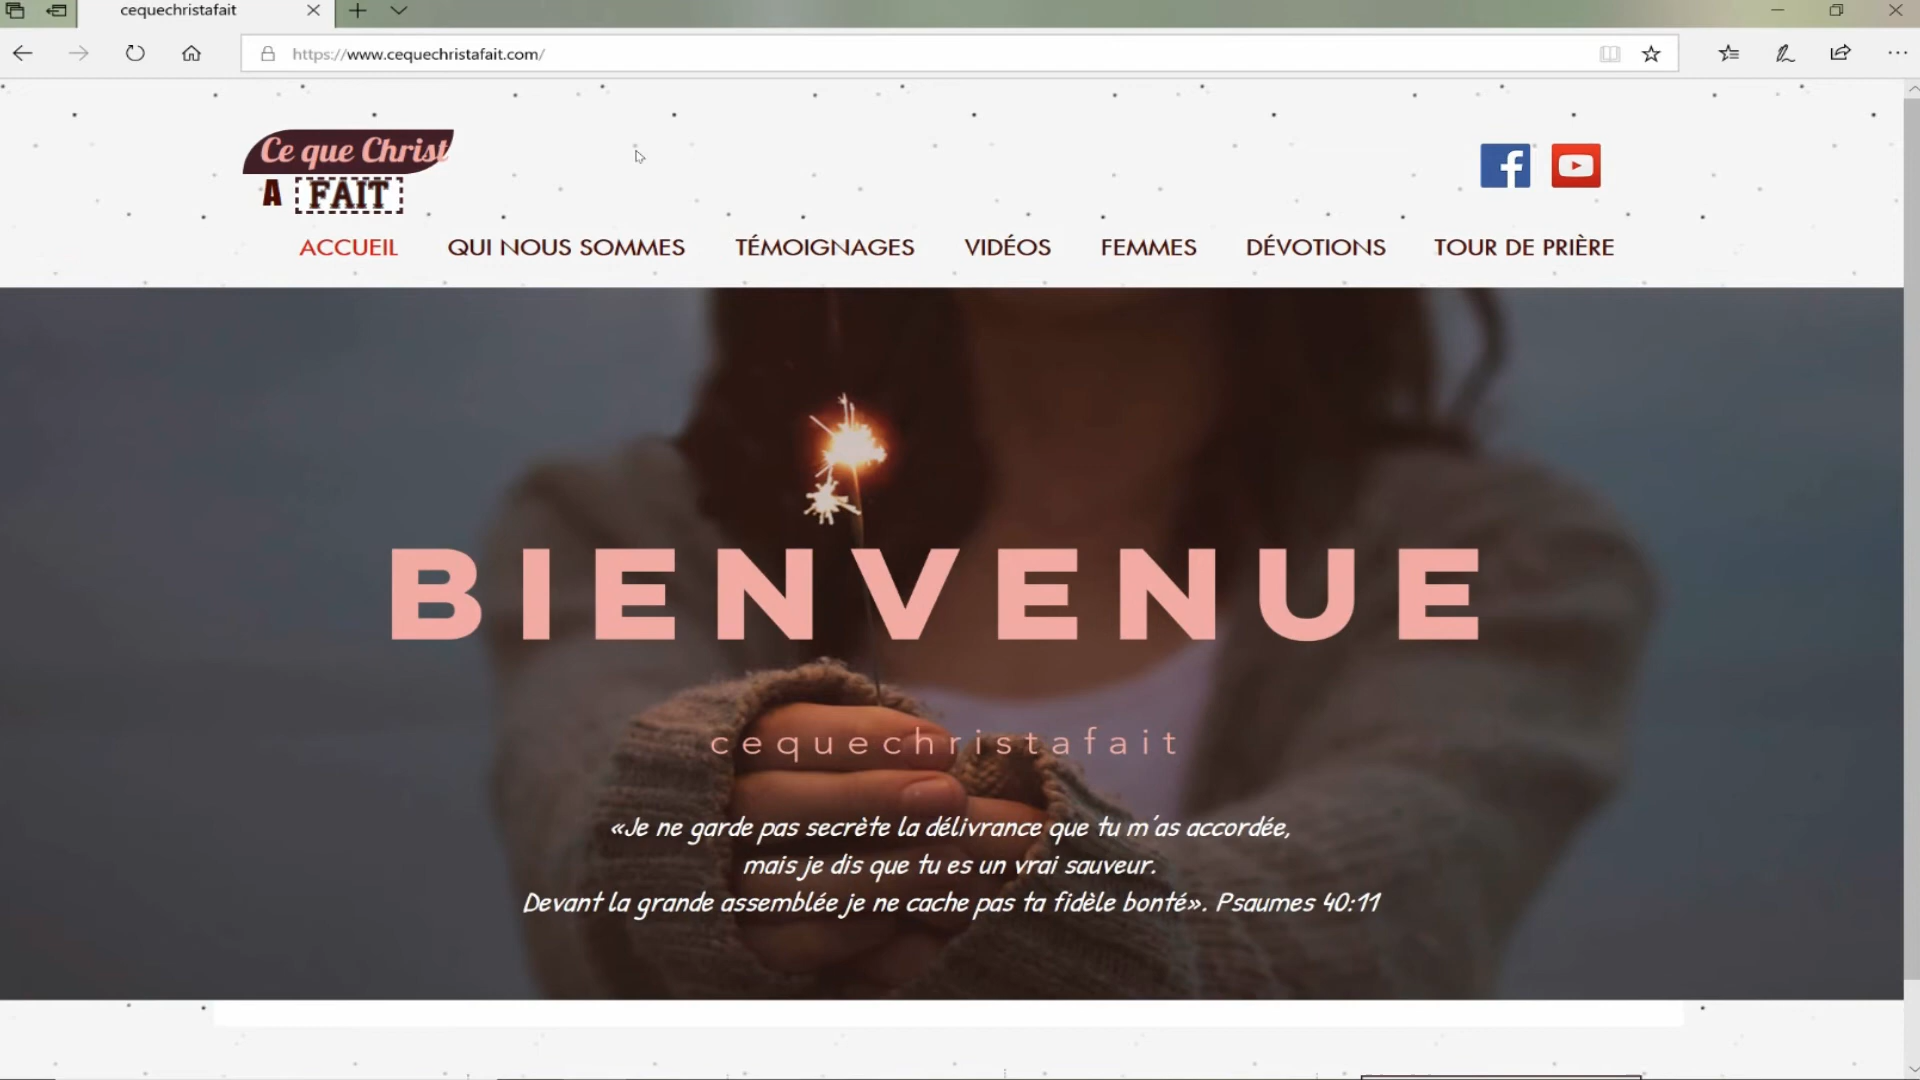 cequechristafait
https://www.cequechristafait.com/
Ce que Christ
A FAIT
ACCUEIL QUI NOUS SOMMES TÉMOIGNAGES VIDÉOS FEMMES DÉVOTIONS TOUR DE PRIÈRE
BIENVENUE
cequechristafait
«Je ne garde pas secrète la délivrance que tu m'as accordée,
mais je dis que tu es un vrai sauveur.
Devant la grande assemblée je ne cache pas ta fidèle bonté». Psaumes 40:11